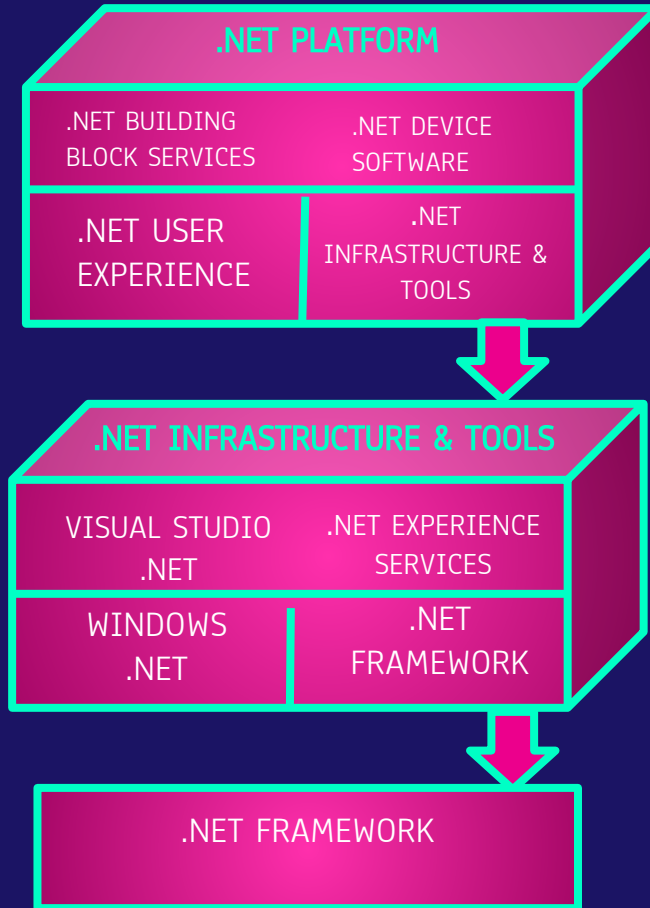 .NET PLATFORM
.NET BUILDING
BLOCK SERVICES
.NET DEVICE
SOFTWARE
.NET USER
EXPERIENCE
.NET
INFRASTRUCTURE &
TOOLS
.NET INFRASTRUCTURE & TOOLS
VISUAL STUDIO
.NET
.NET EXPERIENCE
SERVICES
WINDOWS
.NET
.NET
FRAMEWORK
.NET FRAMEWORK